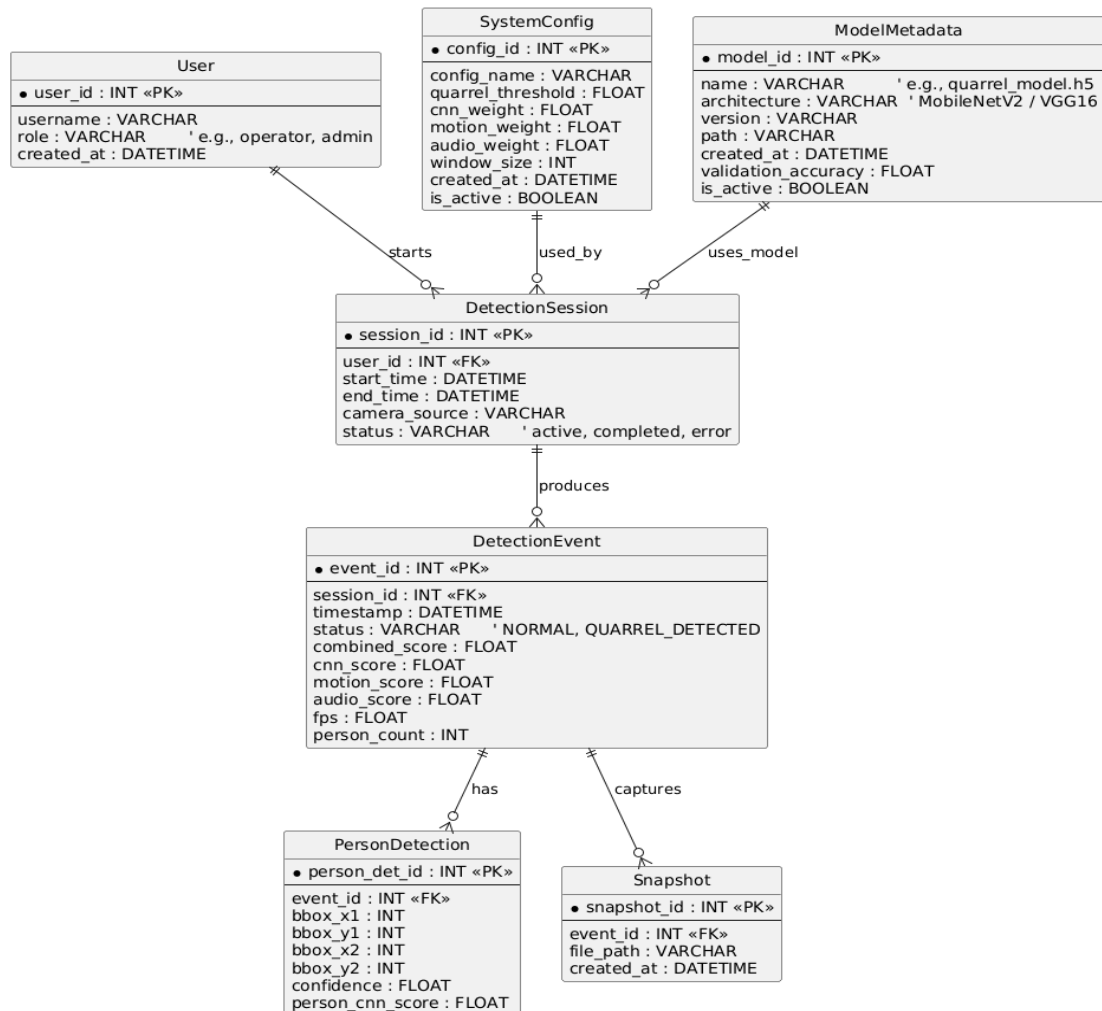 User
user_id : INT «PK»
username : VARCHAR
role : VARCHAR ' e.g., operator, admin
created_at : DATETIME
SystemConfig
config_id : INT «PK»
config_name : VARCHAR
quarrel_threshold : FLOAT
cnn_weight : FLOAT
motion_weight : FLOAT
audio_weight : FLOAT
window_size : INT
created_at : DATETIME
is_active : BOOLEAN
ModelMetadata
model_id : INT «PK»
name : VARCHAR ' e.g., quarrel_model.h5
architecture : VARCHAR ' MobileNetV2 / VGG16
version : VARCHAR
path : VARCHAR
created_at : DATETIME
validation_accuracy : FLOAT
is_active : BOOLEAN
starts
used_by
uses_model
DetectionSession
session_id : INT «PK»
user_id : INT «FK»
start_time : DATETIME
end_time : DATETIME
camera_source : VARCHAR
status : VARCHAR ' active, completed, error
produces
DetectionEvent
event_id : INT «PK»
session_id : INT «FK»
timestamp : DATETIME
status : VARCHAR ' NORMAL, QUARREL_DETECTED
combined_score : FLOAT
cnn_score : FLOAT
motion_score : FLOAT
audio_score : FLOAT
fps : FLOAT
person_count : INT
has
captures
PersonDetection
person_det_id : INT «PK»
event_id : INT «FK»
bbox_x1 : INT
bbox_y1 : INT
bbox_x2 : INT
bbox_y2 : INT
confidence : FLOAT
person_cnn_score : FLOAT
Snapshot
snapshot_id : INT «PK»
event_id : INT «FK»
file_path : VARCHAR
created_at : DATETIME